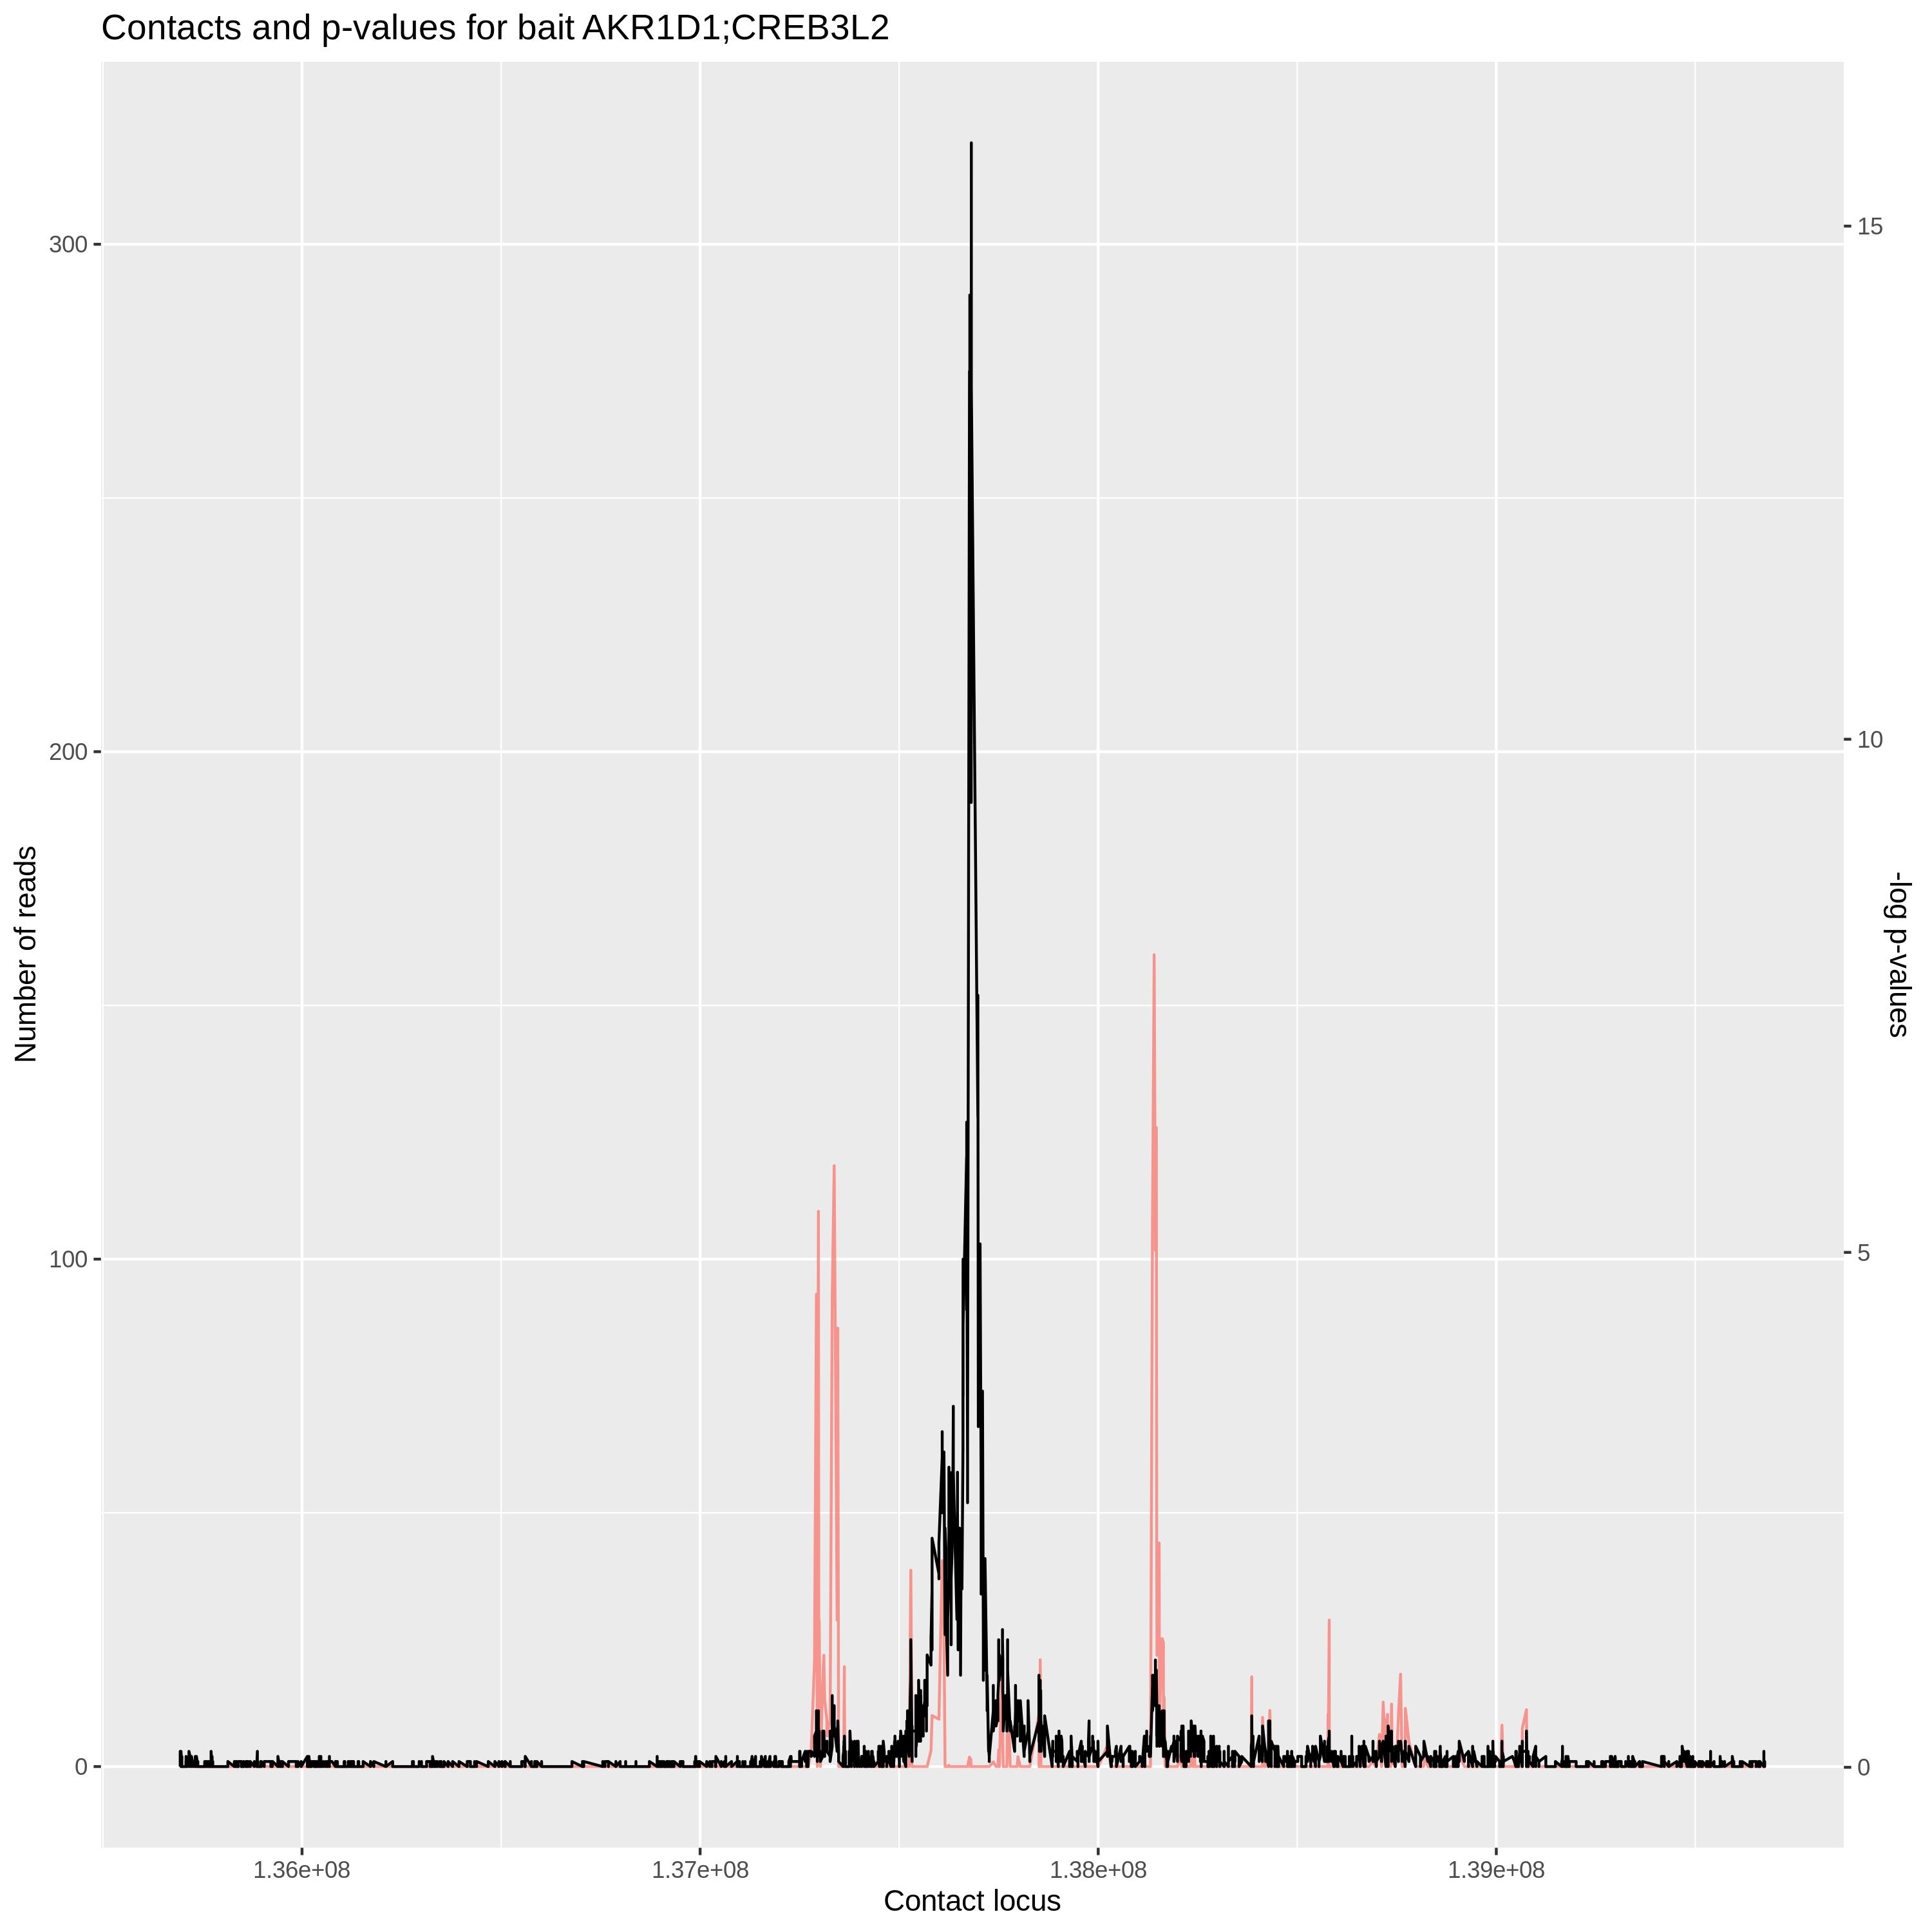 Contacts and p-values for bait AKR1D1;CREB3L2
300
200
100
0
Number of reads
15
10
5
0
-log p-values
1.36e+08
1.37e+08
1.38e+08
1.39e+08
Contact locus